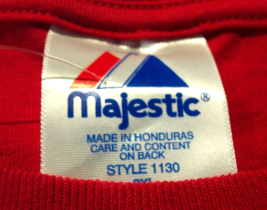 Majestic®
MADE IN HONDURAS
CARE AND CONTENT
ON BACK
STYLE 1130